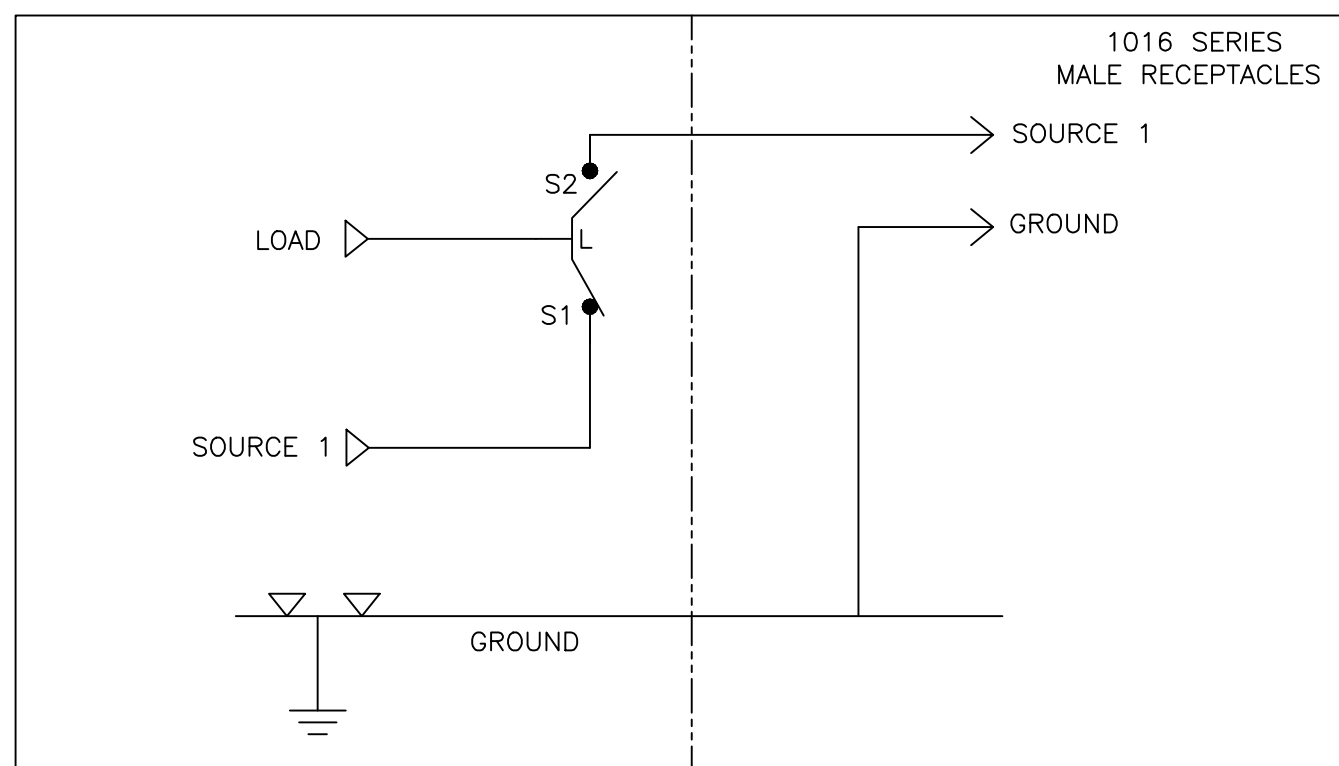 1016 SERIES
MALE RECEPTACLES
SOURCE 1
S2
GROUND
LOAD
L
S1
SOURCE 1
GROUND